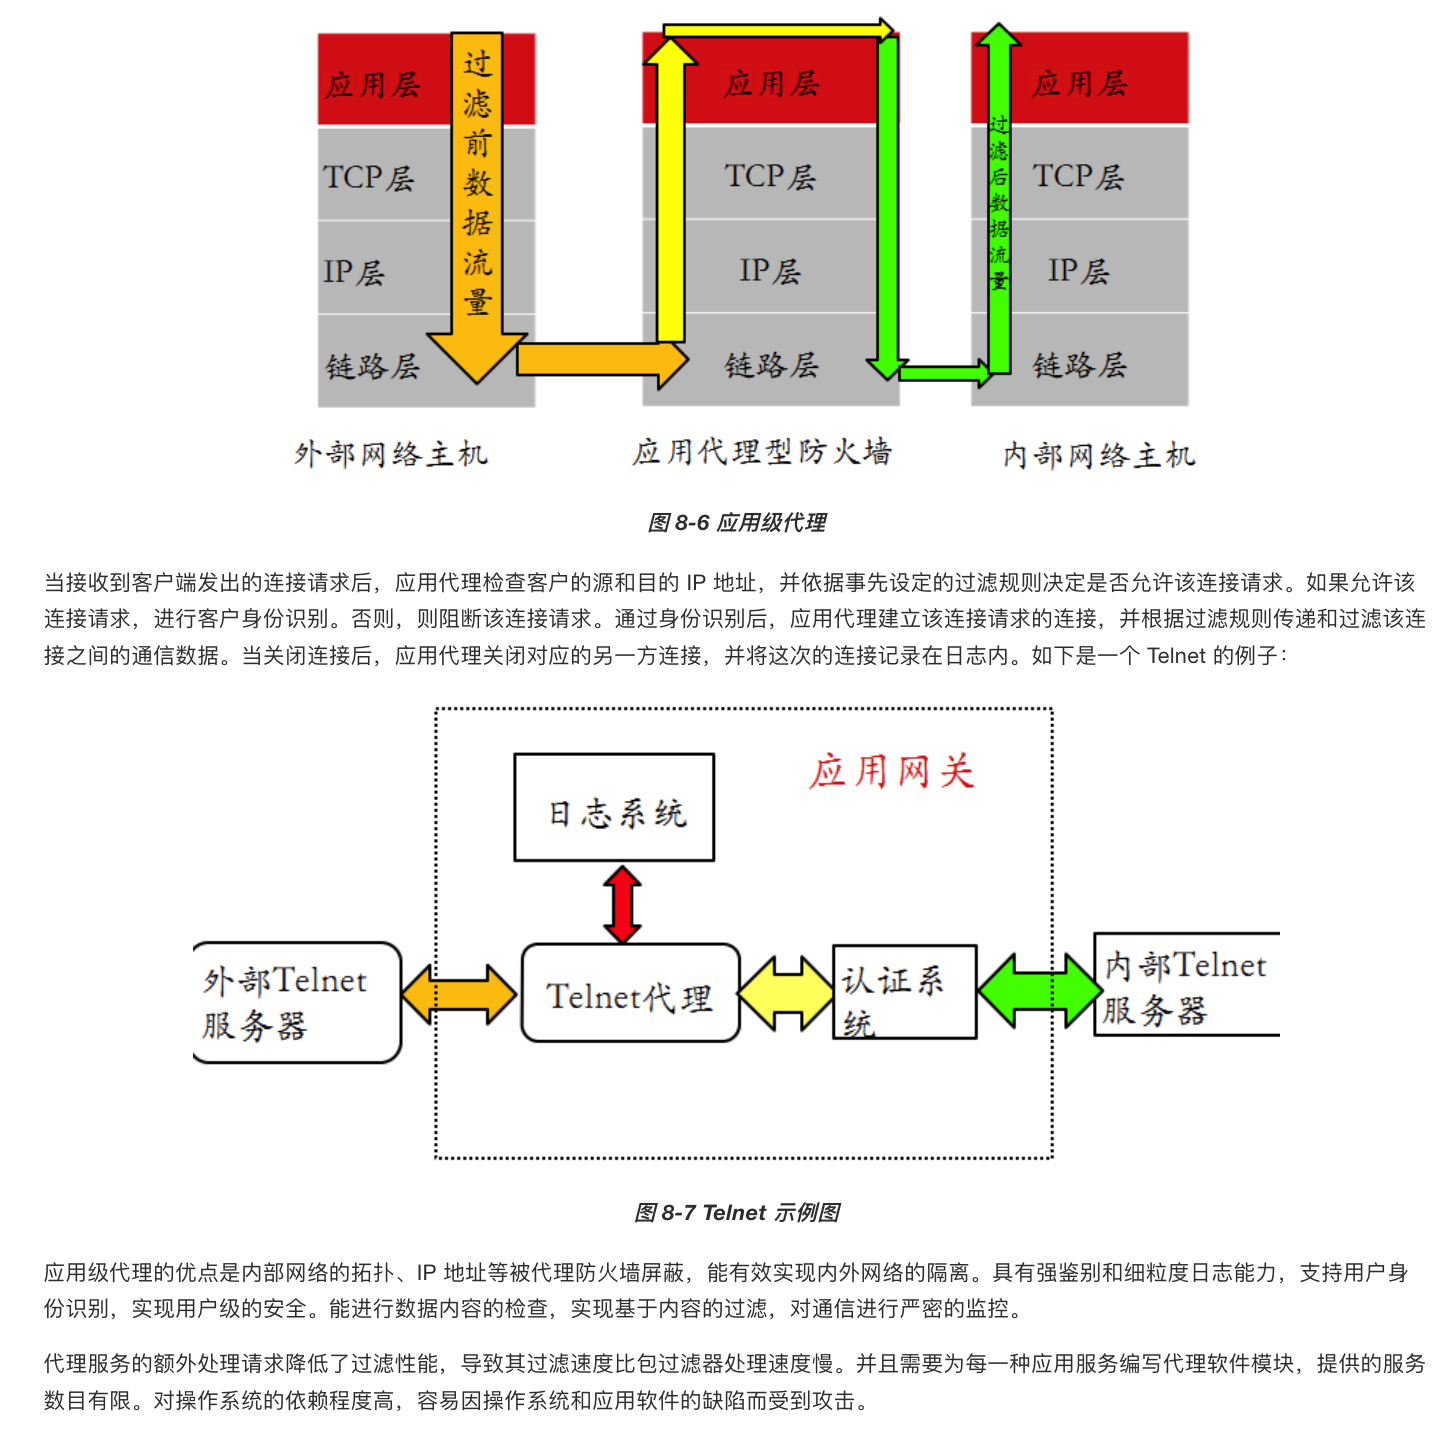 过滤前数据流量
应用层
TCP层
IP层
链路层
外部网络主机
应用层
TCP层
IP层
链路层
应用代理型防火墙
过滤后数据流量
应用层
TCP层
IP层
链路层
内部网络主机
图 8-6 应用级代理
当接收到客户端发出的连接请求后，应用代理检查客户的源和目的 IP 地址，并依据事先设定的过滤规则决定是否允许该连接请求。如果允许该
连接请求，进行客户身份识别。否则，则阻断该连接请求。通过身份识别后，应用代理建立该连接请求的连接，并根据过滤规则传递和过滤该连
接之间的通信数据。当关闭连接后，应用代理关闭对应的另一方连接，并将这次的连接记录在日志内。如下是一个 Telnet 的例子：
应用网关
日志系统
外部Telnet
服务器
Telnet代理
认证系
统
内部Telnet
服务器
图 8-7 Telnet 示例图
应用级代理的优点是内部网络的拓扑、IP 地址等被代理防火墙屏蔽，能有效实现内外网络的隔离。具有强鉴别和细粒度日志能力，支持用户身
份识别，实现用户级的安全。能进行数据内容的检查，实现基于内容的过滤，对通信进行严密的监控。
代理服务的额外处理请求降低了过滤性能，导致其过滤速度比包过滤器处理速度慢。并且需要为每一种应用服务编写代理软件模块，提供的服务
数目有限。对操作系统的依赖程度高，容易因操作系统和应用软件的缺陷而受到攻击。